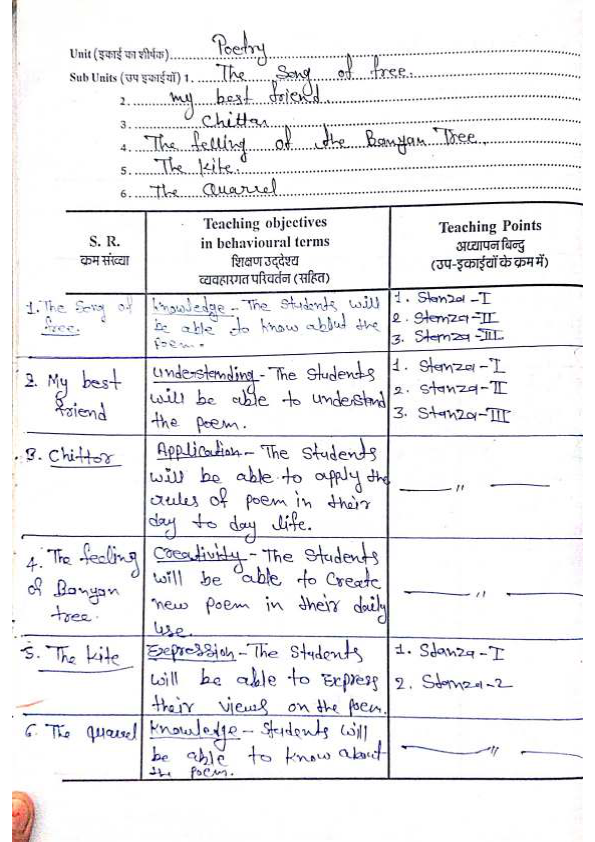 Unit (इकाई का शीर्षक) Poetry
Sub Units (उप इकाईयों) 1. The Song of free.
2. My best friend.
3. Chittar
4. The felling of the Banyan Tree.
5. The Kite.
6. The Quarrel
S. R.
क्रम संख्या
Teaching objectives
in behavioural terms
शिक्षण उद्देश्य
व्यवहारगत परिवर्तन (सहित)
Teaching Points
अध्यापन बिन्दु
(उप-इकाईयों के क्रम में)
1. The Song of
free.
Knowledge - The Students will
be able to know about the
poem.
1. Stanza - I
2. Stanza - II
3. Stanza - III
2. My best
friend
Understanding - The Students
will be able to understand
the poem.
1. Stanza - I
2. Stanza - II
3. Stanza - III
3. Chittor
Application - The Students
will be able to apply the
rules of poem in their
day to day life.
— " —
4. The feeling
of Banyan
tree.
Creativity - The Students
will be able to Create
new poem in their daily
use.
— " —
5. The Kite
Expression - The Students
will be able to Express
their views on the poem.
1. Stanza - I
2. Stanza - 2
6. The Quarrel
Knowledge - Students will
be able to know about
the poem.
— " —